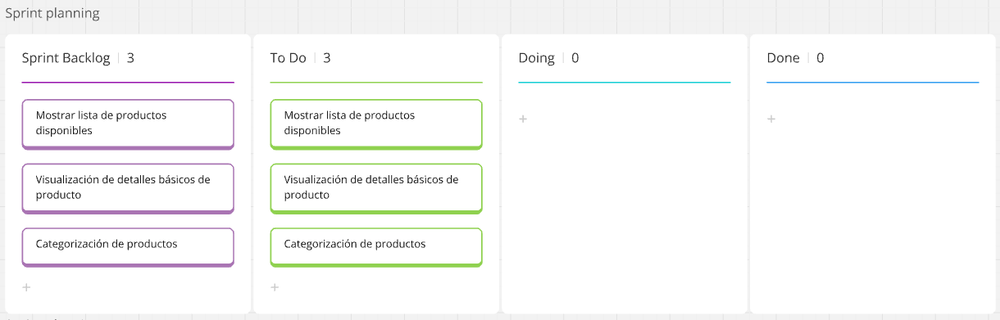 Sprint planning
Sprint Backlog | 3
Mostrar lista de productos
disponibles
Visualización de detalles básicos de
producto
Categorización de productos
+
To Do | 3
Mostrar lista de productos
disponibles
Visualización de detalles básicos de
producto
Categorización de productos
+
Doing | 0
+
Done | 0
+